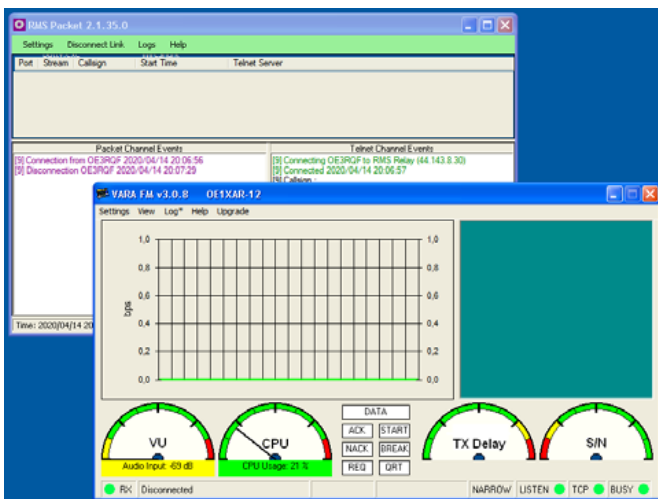 RMS Packet 2.1.35.0
Settings Disconnect Link Logs Help
Port Stream Callsign Start Time Telnet Server
Packet Channel Events
Telnet Channel Events
[9] Connection from OE3RQF 2020/04/14 20:06:56
[9] Disconnection OE3RQF 2020/04/14 20:07:29
[9] Connecting OE3RQF to RMS Relay (44.143.8.30)
[9] Connected 2020/04/14 20:06:57
[9] Callsign :
Time: 2020/04/14 20
VARA FM v3.0.8 OE1XAR-12
Settings View Log* Help Upgrade
1,0 1,0
0,8 0,8
0,6 0,6
bps
0,4 0,4
0,2 0,2
0,0 0,0
DATA
ACK START
NACK BREAK
REQ QRT
VU
Audio Input -69 dB
CPU
CPU Usage: 21 %
TX Delay
S/N
RX Disconnected NARROW LISTEN TCP BUSY